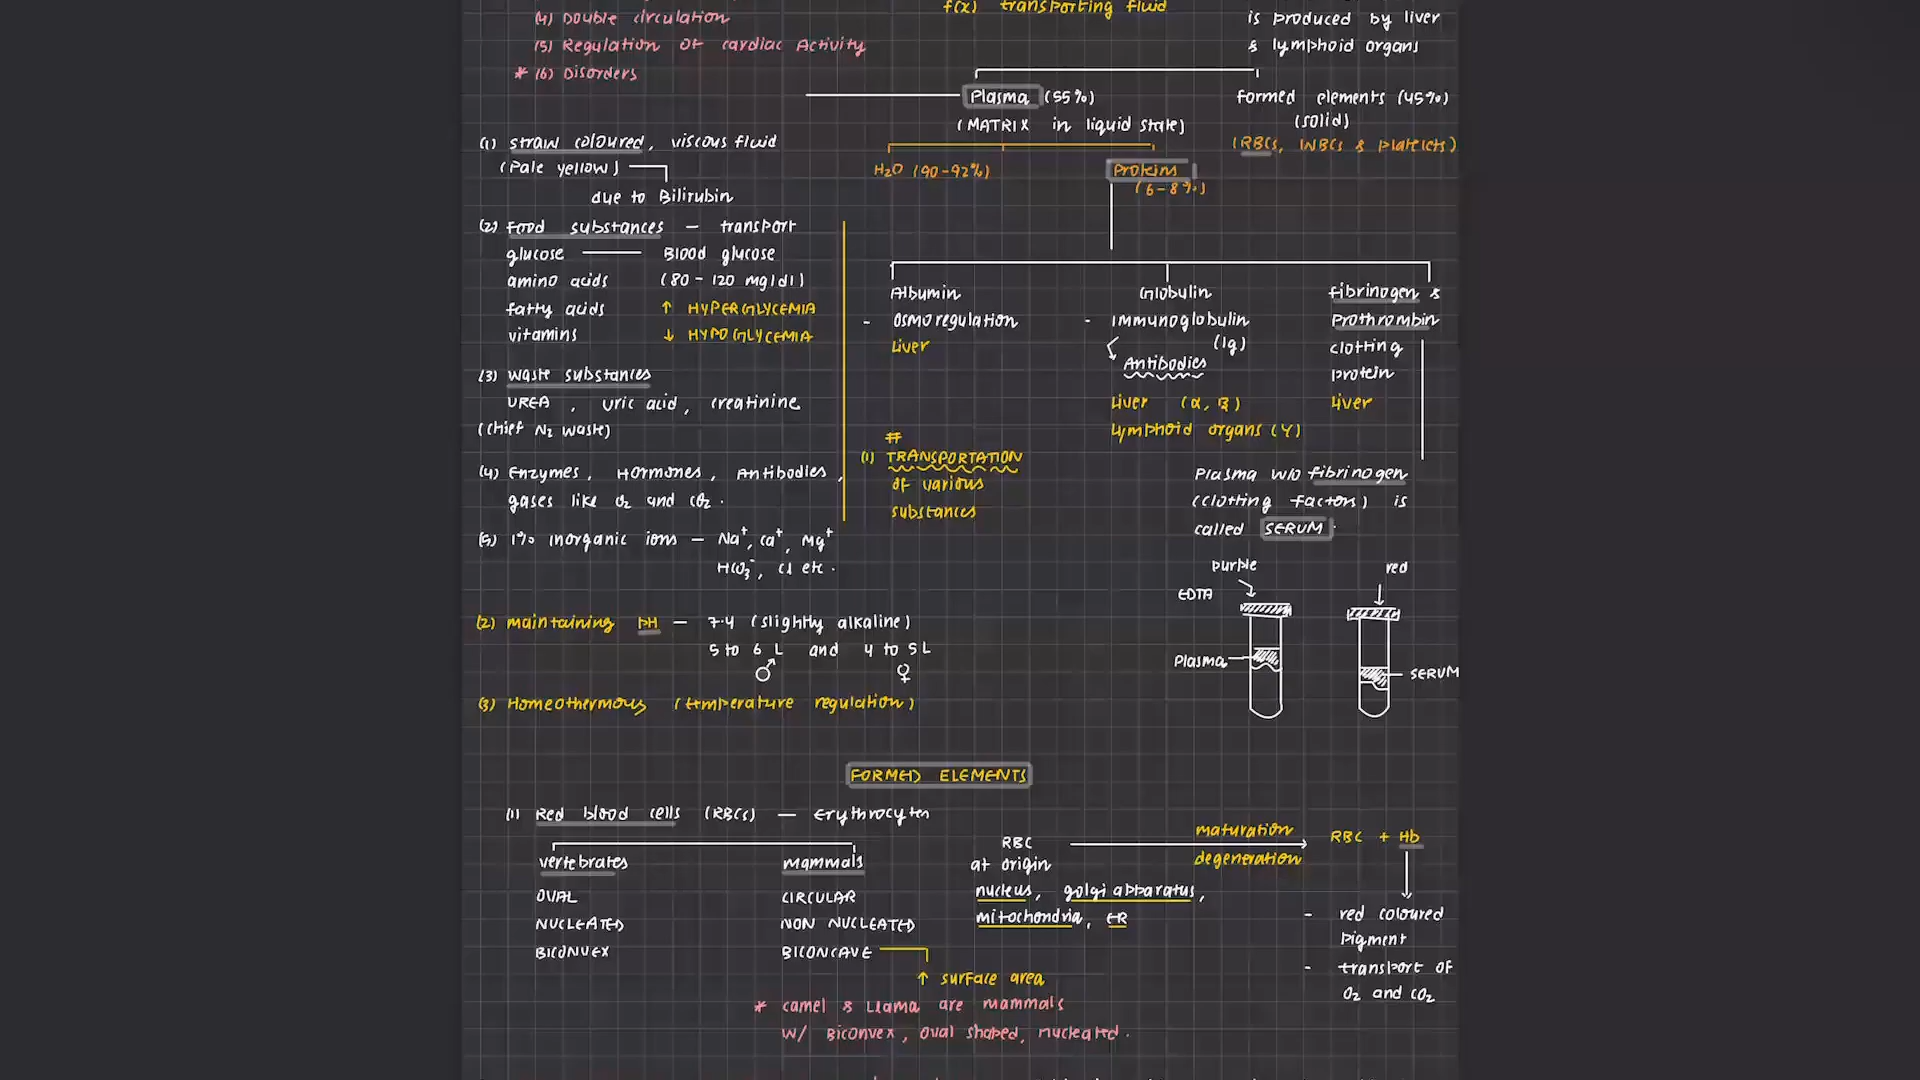 (4) Double circulation
(5) Regulation of cardiac Activity
* (6) Disorders
f(x) transporting fluid
is produced by liver
& lymphoid organs
Plasma (55%)
(MATRIX in liquid state)
formed elements (45%)
(solid)
(RBCs, WBCs & platelets)
H₂O (90-92%)
Proteins
(6-8%)
(1) straw coloured, viscous fluid
(Pale yellow)
due to Bilirubin
(2) Food substances — transport
glucose — Blood glucose
amino acids (80 - 120 mg/dl)
fatty acids ↑ HYPERGLYCEMIA
vitamins ↓ HYPOGLYCEMIA
(3) Waste substances
UREA, uric acid, creatinine
(chief N₂ waste)
(4) Enzymes, Hormones, Antibodies,
gases like O₂ and CO₂.
(5) 1% inorganic ions — Na⁺, Ca⁺, Mg⁺
HCO₃⁻, Cl etc.
Albumin
- Osmoregulation
Liver
Globulin
- Immunoglobulin
(Ig)
Antibodies
Liver (α, β)
Lymphoid organs (γ)
fibrinogen &
Prothrombin
clotting
protein
Liver
#
(1) TRANSPORTATION
of various
substances
Plasma w/o fibrinogen
(clotting factors) is
called SERUM.
purple
EDTA
Plasma
red
SERUM
(2) maintaining pH — 7.4 (slightly alkaline)
5 to 6 L and 4 to 5 L
♂ ♀
(3) Homeothermous (temperature regulation)
FORMED ELEMENTS
(1) Red blood cells (RBCs) — Erythrocytes
vertebrates
OVAL
NUCLEATED
BICONVEX
mammals
CIRCULAR
NON NUCLEATED
BICONCAVE
↑ surface area
* camel & Llama are mammals
w/ Biconvex, oval shaped, nucleated.
RBC
at origin
nucleus, golgi apparatus,
mitochondria, ER
maturation
degeneration
RBC + Hb
- red coloured
pigment
- transport of
O₂ and CO₂